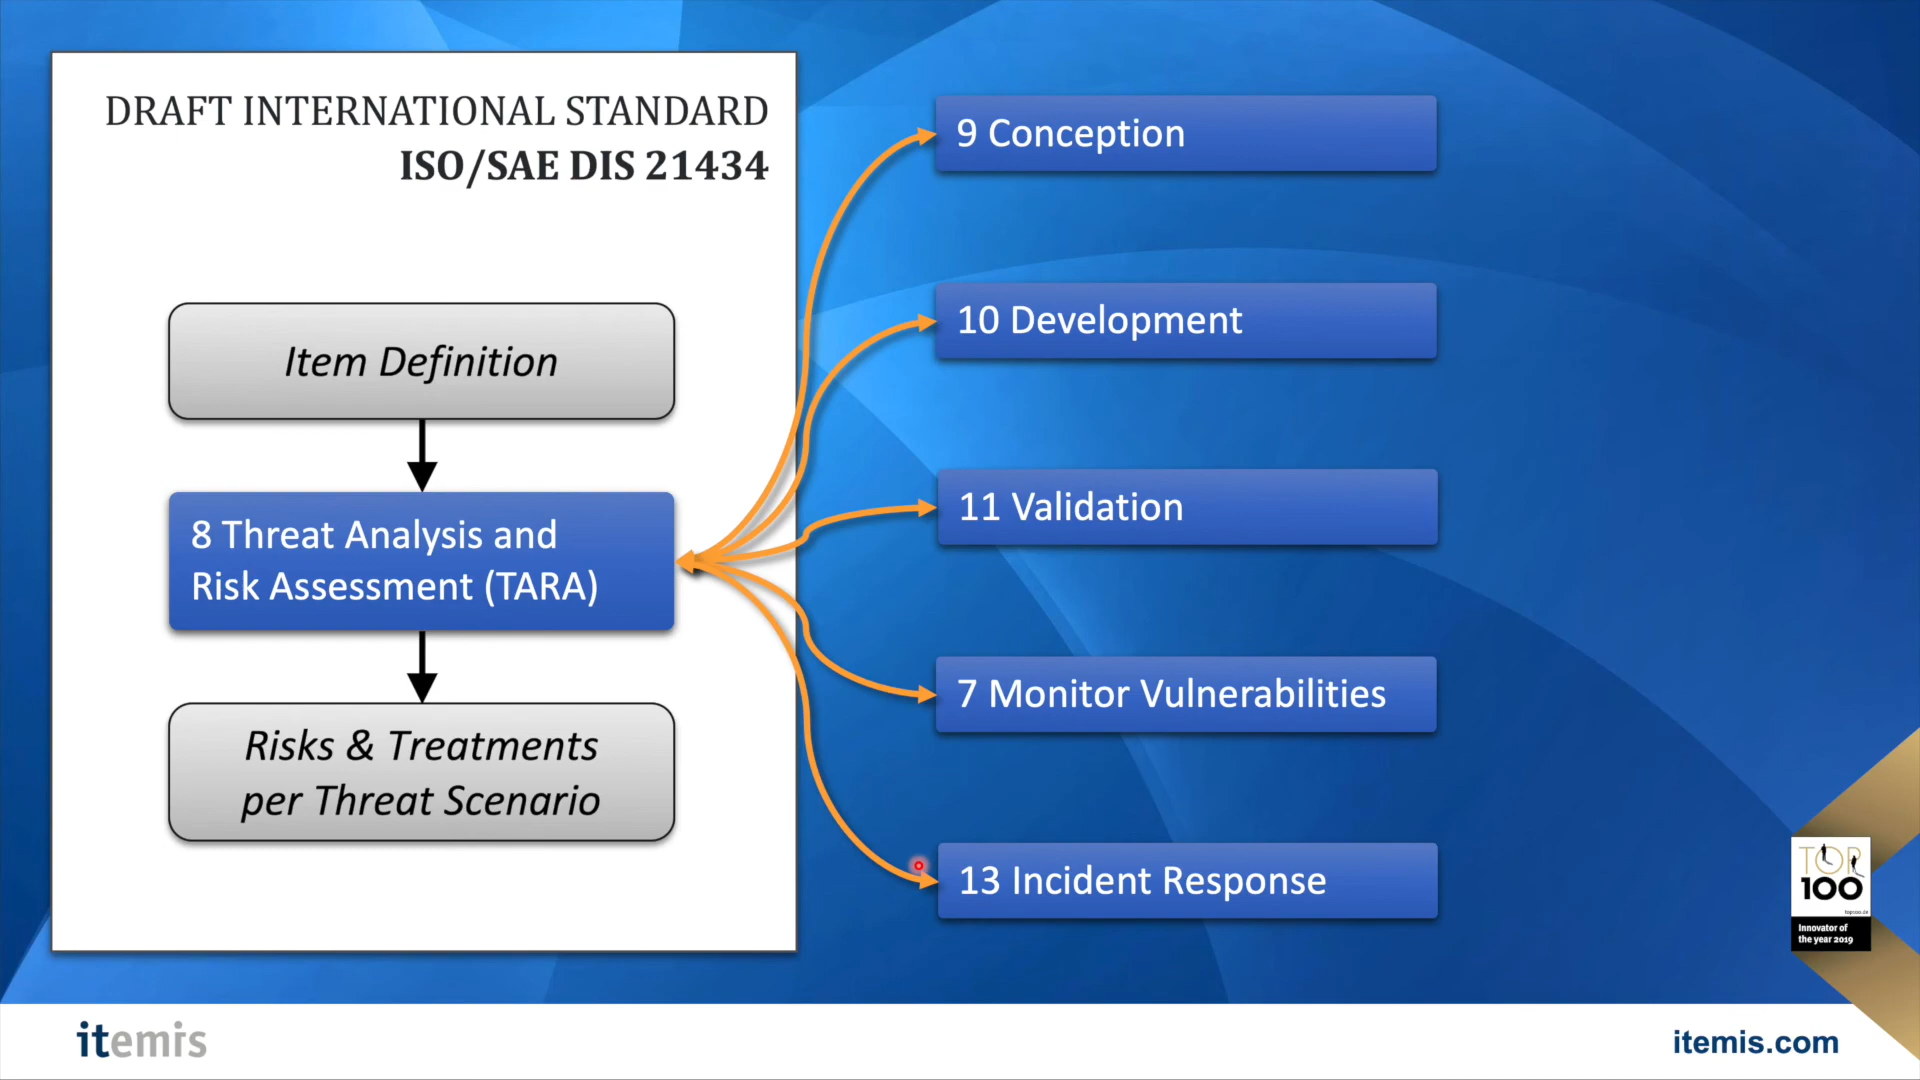 DRAFT INTERNATIONAL STANDARD
ISO/SAE DIS 21434
Item Definition
8 Threat Analysis and
Risk Assessment (TARA)
Risks & Treatments
per Threat Scenario
9 Conception
10 Development
11 Validation
7 Monitor Vulnerabilities
13 Incident Response
TOP
100
top100.de
Innovator of
the year 2019
itemis
itemis.com